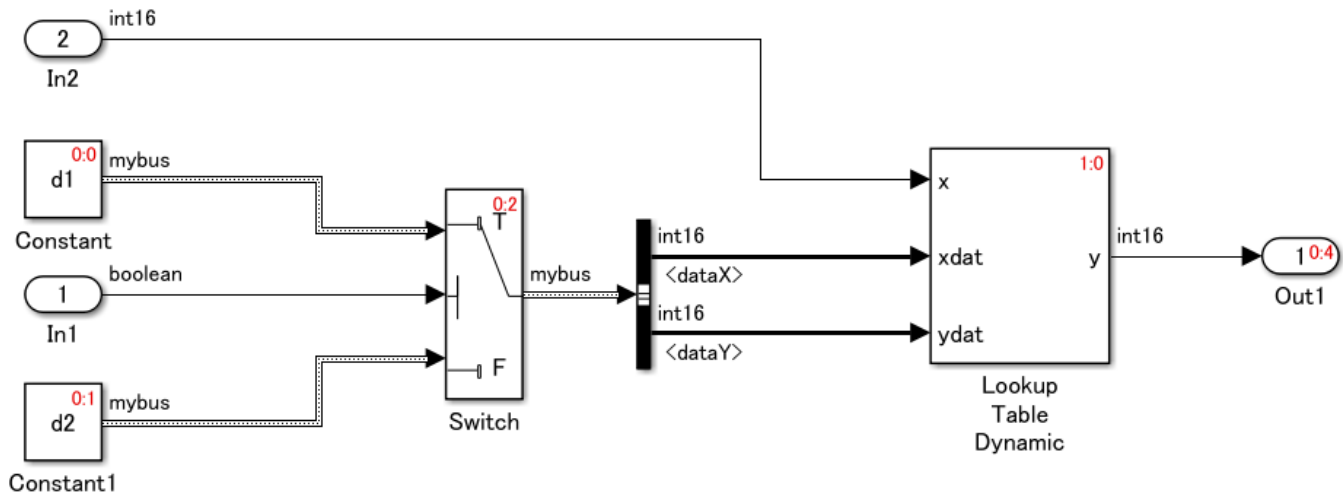 int16
2
In2
0:0
d1
mybus
Constant
0:2
T
F
Switch
boolean
1
In1
0:1
d2
mybus
Constant1
mybus
int16
<dataX>
int16
<dataY>
1:0
x
xdat
y
ydat
Lookup
Table
Dynamic
int16
1 0:4
Out1